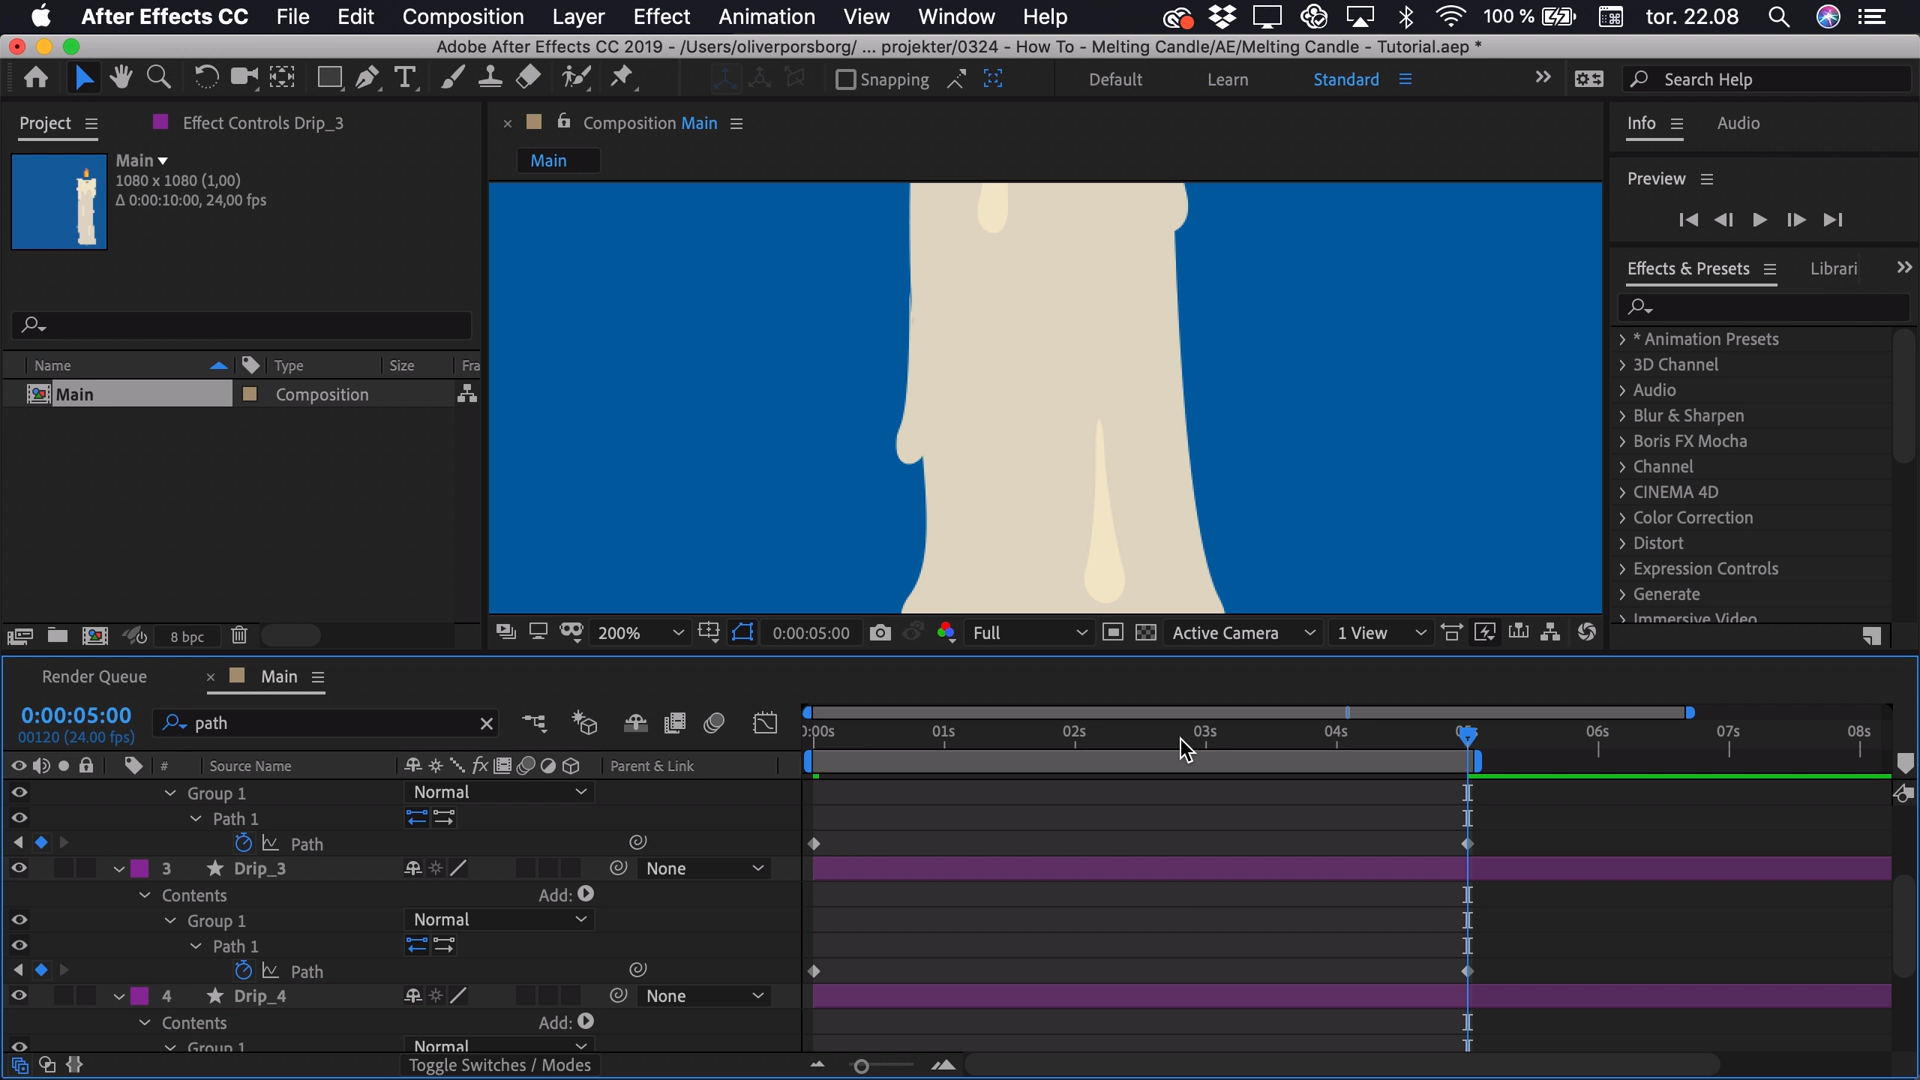 After Effects CC File Edit Composition Layer Effect Animation View Window Help 100 % tor. 22.08
Adobe After Effects CC 2019 - /Users/oliverporsborg/ ... projekter/0324 - How To - Melting Candle/AE/Melting Candle - Tutorial.aep *
Snapping Default Learn Standard Search Help
Project Effect Controls Drip_3 Composition Main Info Audio
Main
1080 x 1080 (1,00)
Δ 0:00:10:00, 24,00 fps
Main
Preview
Effects & Presets Librari
Name Type Size Fra
Main Composition
* Animation Presets
3D Channel
Audio
Blur & Sharpen
Boris FX Mocha
Channel
CINEMA 4D
Color Correction
Distort
Expression Controls
Generate
Immersive Video
8 bpc 200% 0:00:05:00 Full Active Camera 1 View
Render Queue Main
0:00:05:00 path
00120 (24.00 fps)
0:00s 01s 02s 03s 04s 05s 06s 07s 08s
# Source Name fx Parent & Link
Group 1 Normal
Path 1
Path
3 Drip_3 None
Contents Add:
Group 1 Normal
Path 1
Path
4 Drip_4 None
Contents Add:
Group 1 Normal
Toggle Switches / Modes